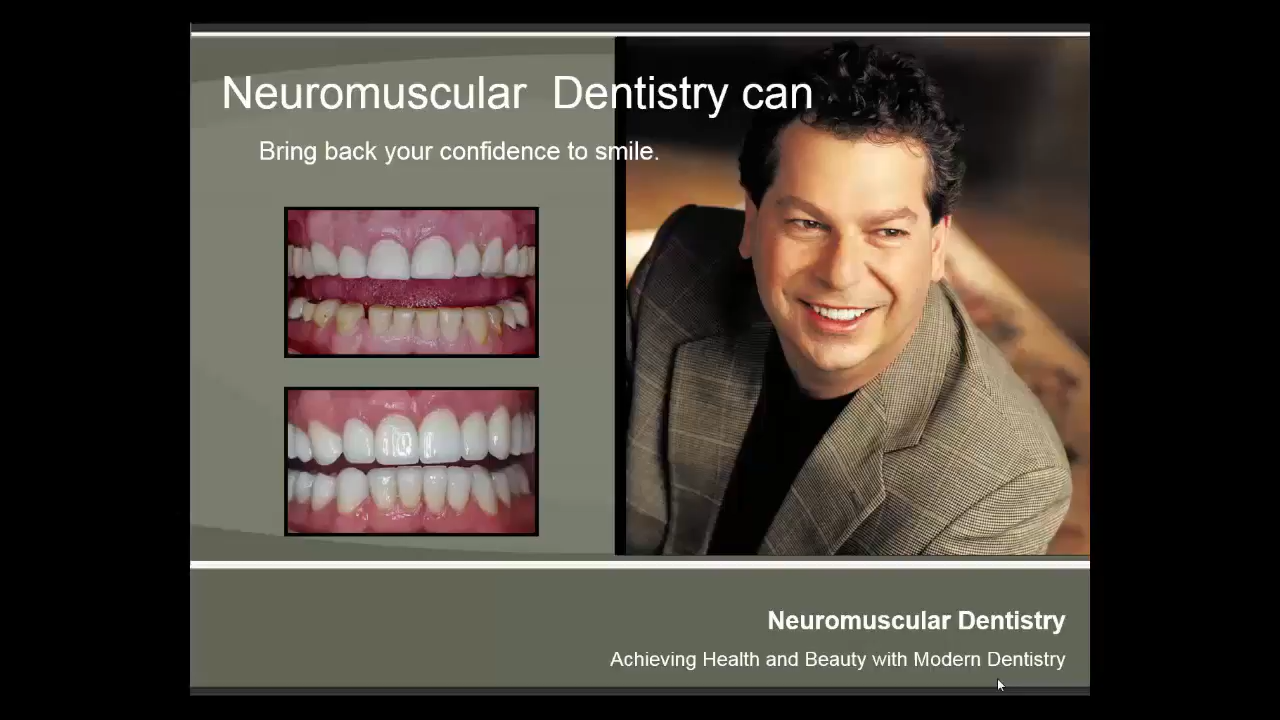 Neuromuscular  Dentistry can
Bring back your confidence to smile.
Neuromuscular Dentistry
Achieving Health and Beauty with Modern Dentistry